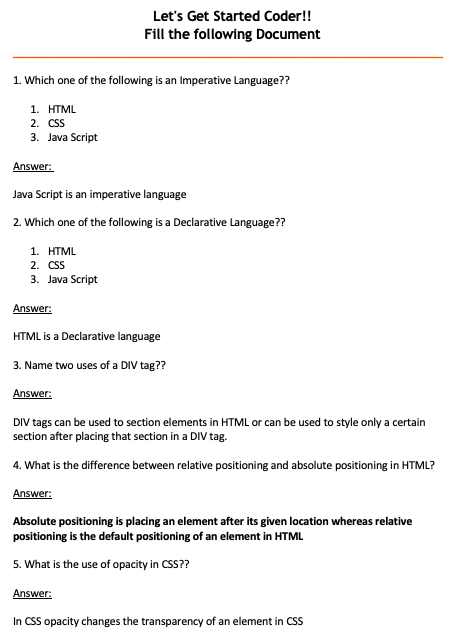 Let's Get Started Coder!!
Fill the following Document
1. Which one of the following is an Imperative Language??
1. HTML
2. CSS
3. Java Script
Answer:
Java Script is an imperative language
2. Which one of the following is a Declarative Language??
1. HTML
2. CSS
3. Java Script
Answer:
HTML is a Declarative language
3. Name two uses of a DIV tag??
Answer:
DIV tags can be used to section elements in HTML or can be used to style only a certain
section after placing that section in a DIV tag.
4. What is the difference between relative positioning and absolute positioning in HTML?
Answer:
Absolute positioning is placing an element after its given location whereas relative
positioning is the default positioning of an element in HTML
5. What is the use of opacity in CSS??
Answer:
In CSS opacity changes the transparency of an element in CSS